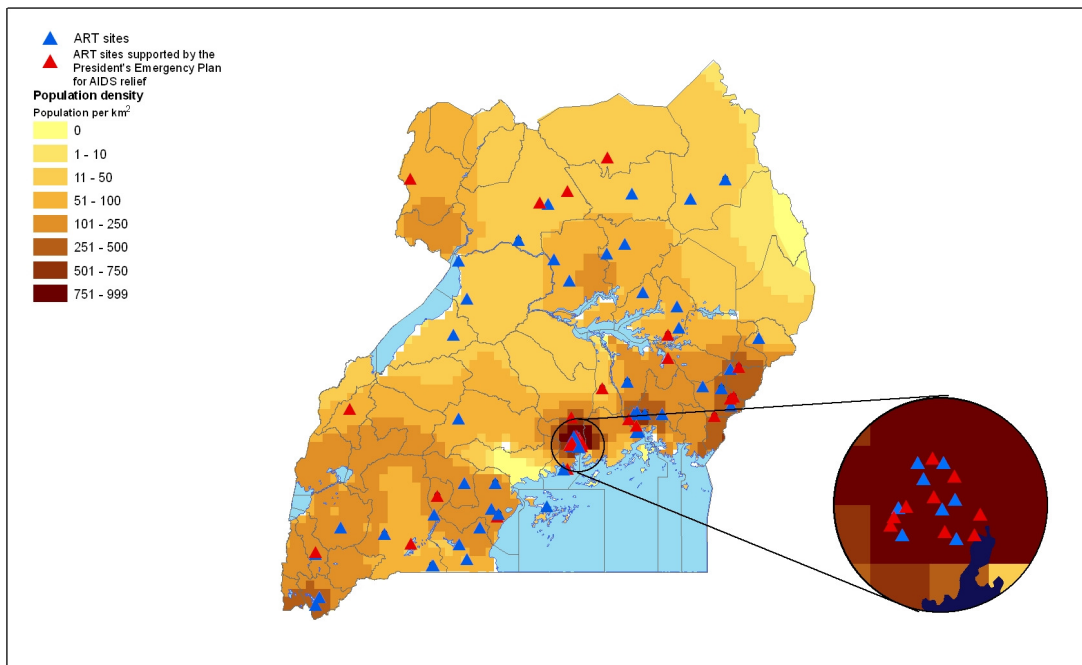 ART sites
ART sites supported by the
President's Emergency Plan
for AIDS relief
Population density
Population per km²
0
1 - 10
11 - 50
51 - 100
101 - 250
251 - 500
501 - 750
751 - 999